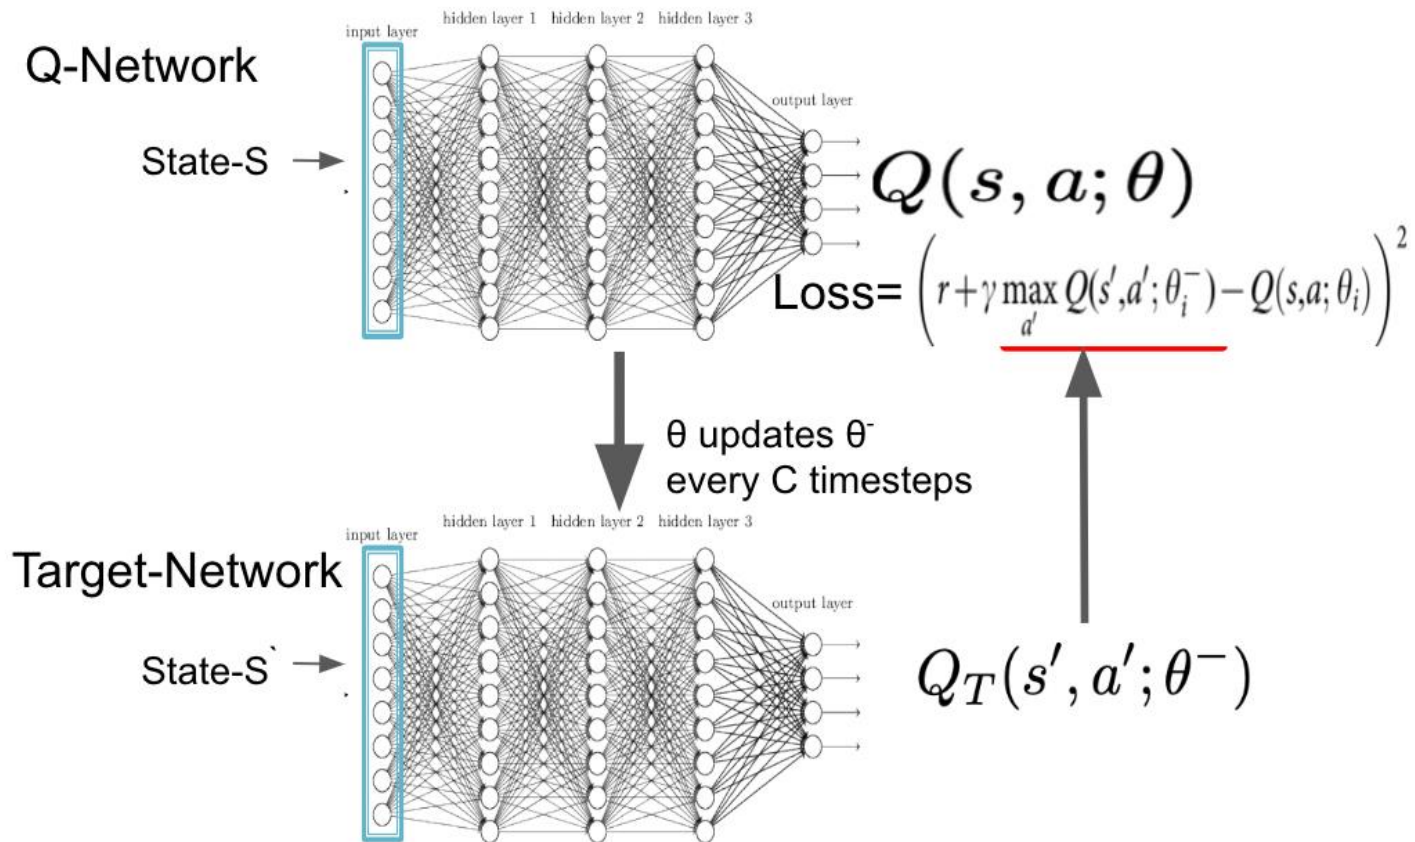 hidden layer 1 hidden layer 2 hidden layer 3
input layer
Q-Network
output layer
State-S
Q(s, a; θ)
Loss= ( r + γ max_{a'} Q(s',a'; θ_i^-) − Q(s,a; θ_i) )^2
θ updates θ^-
every C timesteps
hidden layer 1 hidden layer 2 hidden layer 3
input layer
Target-Network
output layer
State-S`
Q_T(s', a'; θ^-)